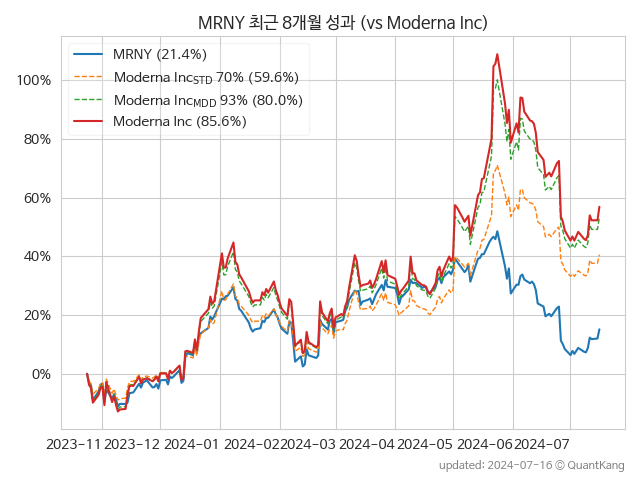 MRNY 최근 8개월 성과 (vs Moderna Inc)
MRNY (21.4%)
Moderna Inc_STD 70% (59.6%)
Moderna Inc_MDD 93% (80.0%)
Moderna Inc (85.6%)
100%
80%
60%
40%
20%
0%
2023-11 2023-12 2024-01 2024-02 2024-03 2024-04 2024-05 2024-06 2024-07
updated: 2024-07-16 © QuantKang